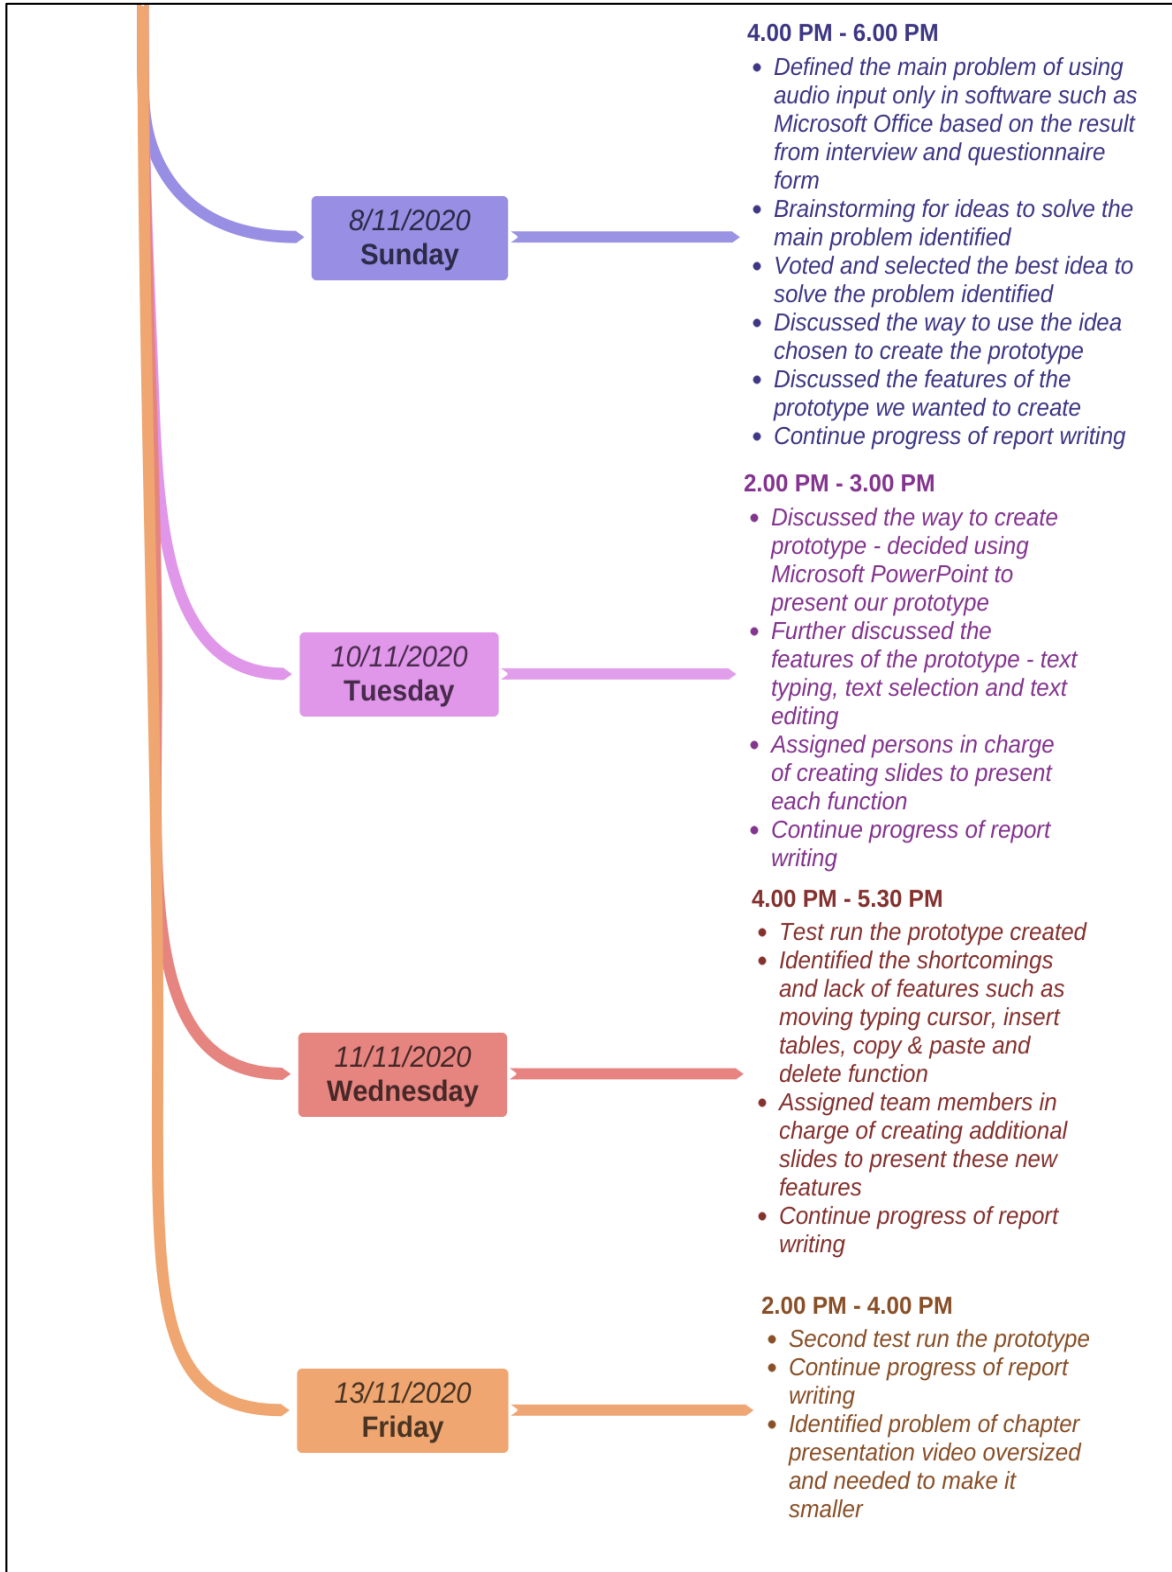 4.00 PM - 6.00 PM
• Defined the main problem of using
audio input only in software such as
Microsoft Office based on the result
from interview and questionnaire
form
• Brainstorming for ideas to solve the
main problem identified
• Voted and selected the best idea to
solve the problem identified
• Discussed the way to use the idea
chosen to create the prototype
• Discussed the features of the
prototype we wanted to create
• Continue progress of report writing
8/11/2020
Sunday
2.00 PM - 3.00 PM
• Discussed the way to create
prototype - decided using
Microsoft PowerPoint to
present our prototype
• Further discussed the
features of the prototype - text
typing, text selection and text
editing
• Assigned persons in charge
of creating slides to present
each function
• Continue progress of report
writing
10/11/2020
Tuesday
4.00 PM - 5.30 PM
• Test run the prototype created
• Identified the shortcomings
and lack of features such as
moving typing cursor, insert
tables, copy & paste and
delete function
• Assigned team members in
charge of creating additional
slides to present these new
features
• Continue progress of report
writing
11/11/2020
Wednesday
2.00 PM - 4.00 PM
• Second test run the prototype
• Continue progress of report
writing
• Identified problem of chapter
presentation video oversized
and needed to make it
smaller
13/11/2020
Friday